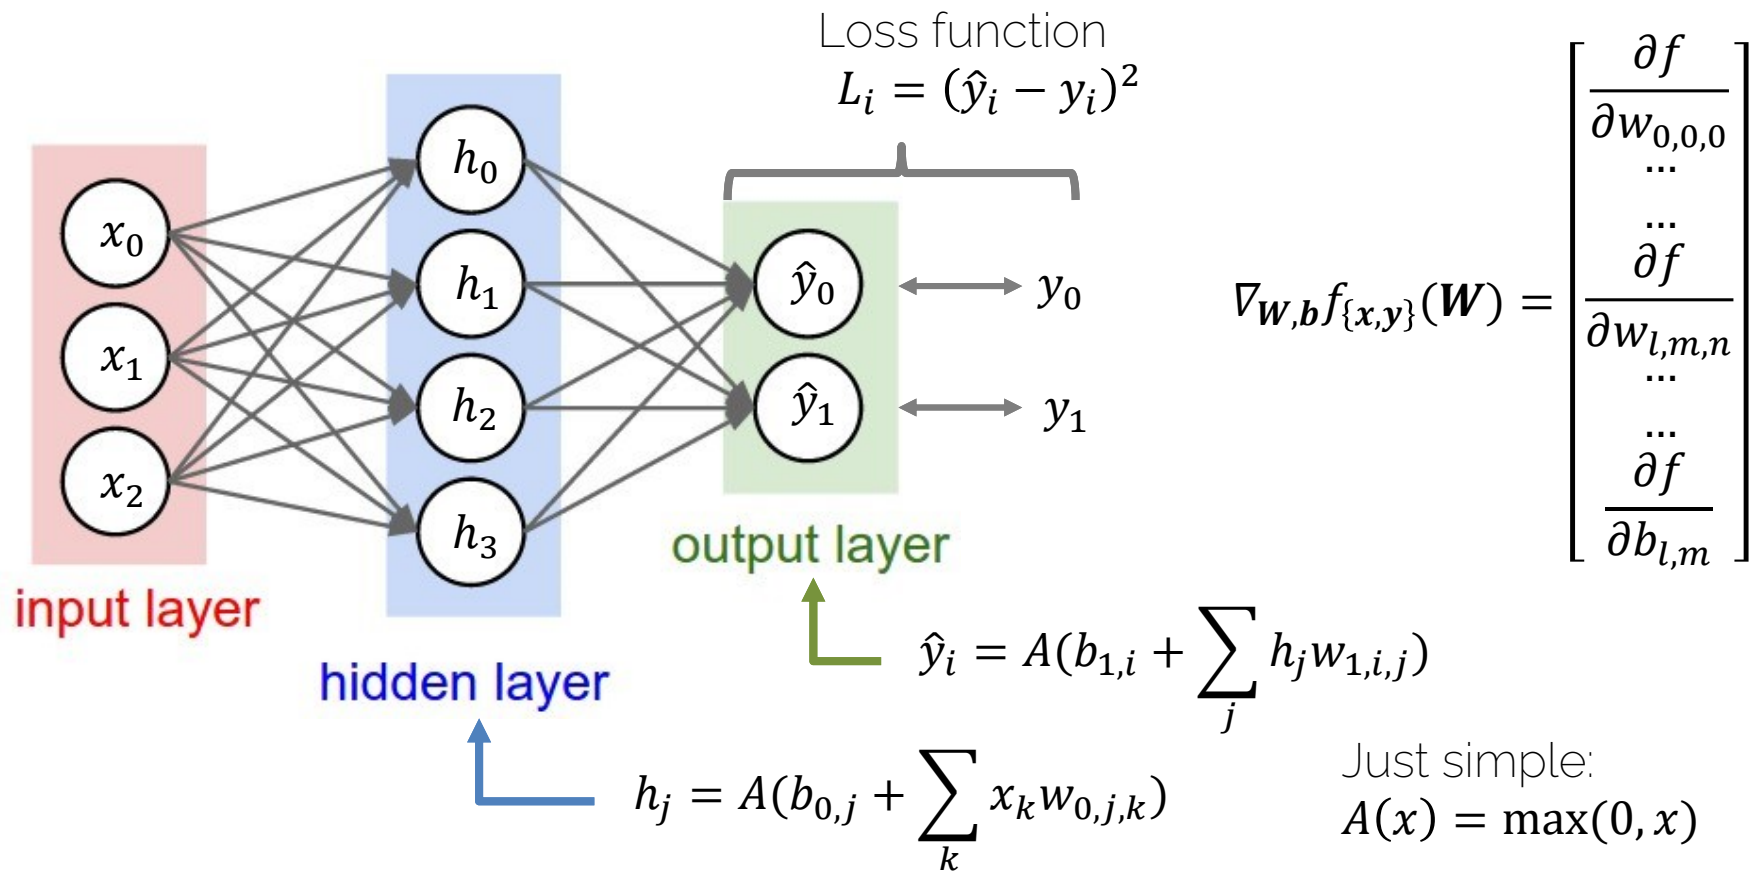 Loss function
L_i = (ŷ_i − y_i)^2
x_0
x_1
x_2
input layer
h_0
h_1
h_2
h_3
hidden layer
ŷ_0
ŷ_1
output layer
y_0
y_1
∇_{W,b} f_{{x,y}}(W) =
∂f
∂w_{0,0,0}
...
...
∂f
∂w_{l,m,n}
...
...
∂f
∂b_{l,m}
ŷ_i = A(b_{1,i} + ∑_j h_j w_{1,i,j})
h_j = A(b_{0,j} + ∑_k x_k w_{0,j,k})
Just simple:
A(x) = max(0, x)